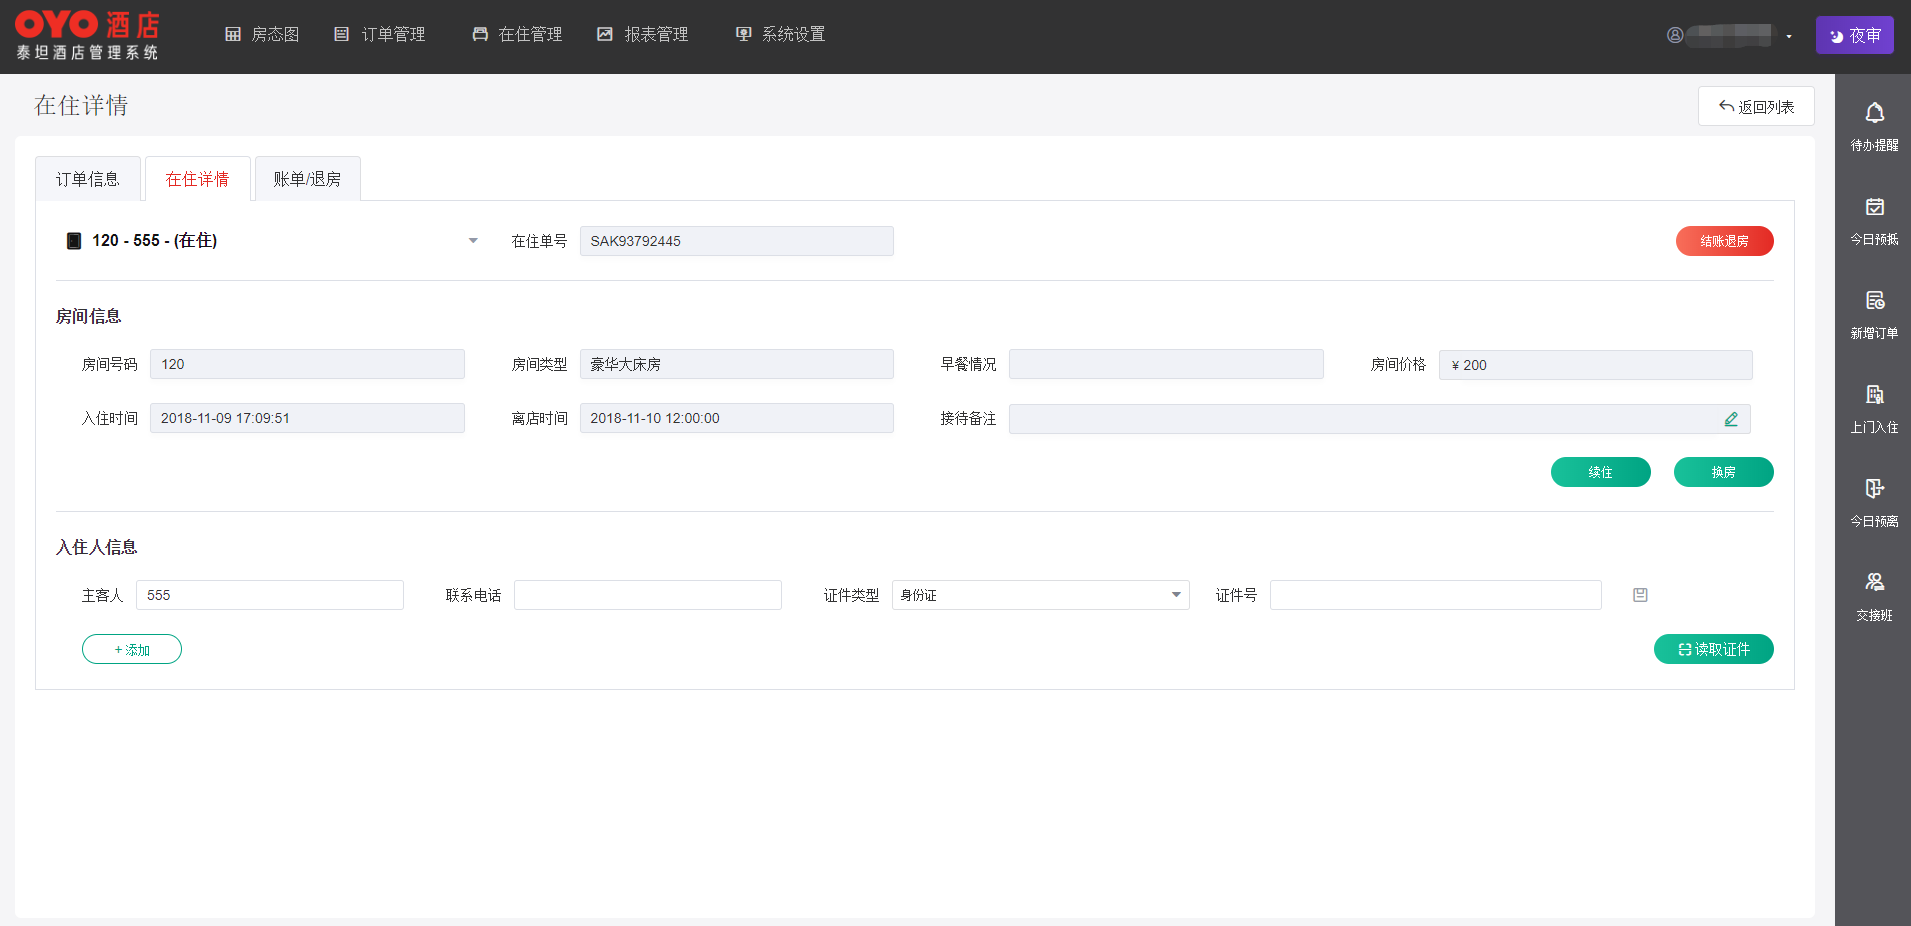 OYO 酒店
泰坦酒店管理系统
房态图 订单管理 在住管理 报表管理 系统设置
夜审
在住详情
返回列表
订单信息 在住详情 账单/退房
120 - 555 - (在住) 在住单号 SAK93792445 结账退房
房间信息
房间号码 120 房间类型 豪华大床房 早餐情况 房间价格 ¥ 200
入住时间 2018-11-09 17:09:51 离店时间 2018-11-10 12:00:00 接待备注
续住 换房
入住人信息
主客人 555 联系电话 证件类型 身份证 证件号
+ 添加 读取证件
待办提醒
今日预抵
新增订单
上门入住
今日预离
交接班